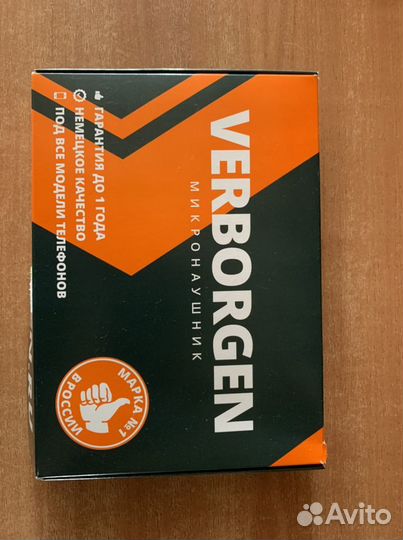 VERBORGEN
МИКРОНАУШНИК
ГАРАНТИЯ ДО 1 ГОДА
НЕМЕЦКОЕ КАЧЕСТВО
ПОД ВСЕ МОДЕЛИ ТЕЛЕФОНОВ
МАРКА №1
В РОССИИ
Avito